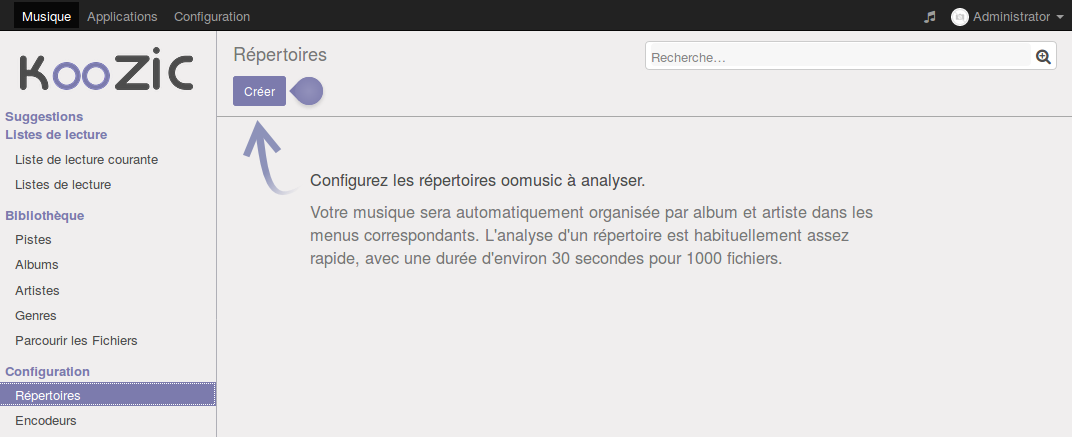 Musique Applications Configuration Administrator
KooZic
Suggestions
Listes de lecture
Liste de lecture courante
Listes de lecture
Bibliothèque
Pistes
Albums
Artistes
Genres
Parcourir les Fichiers
Configuration
Répertoires
Encodeurs
Répertoires
Recherche...
Créer
Configurez les répertoires oomusic à analyser.
Votre musique sera automatiquement organisée par album et artiste dans les
menus correspondants. L'analyse d'un répertoire est habituellement assez
rapide, avec une durée d'environ 30 secondes pour 1000 fichiers.